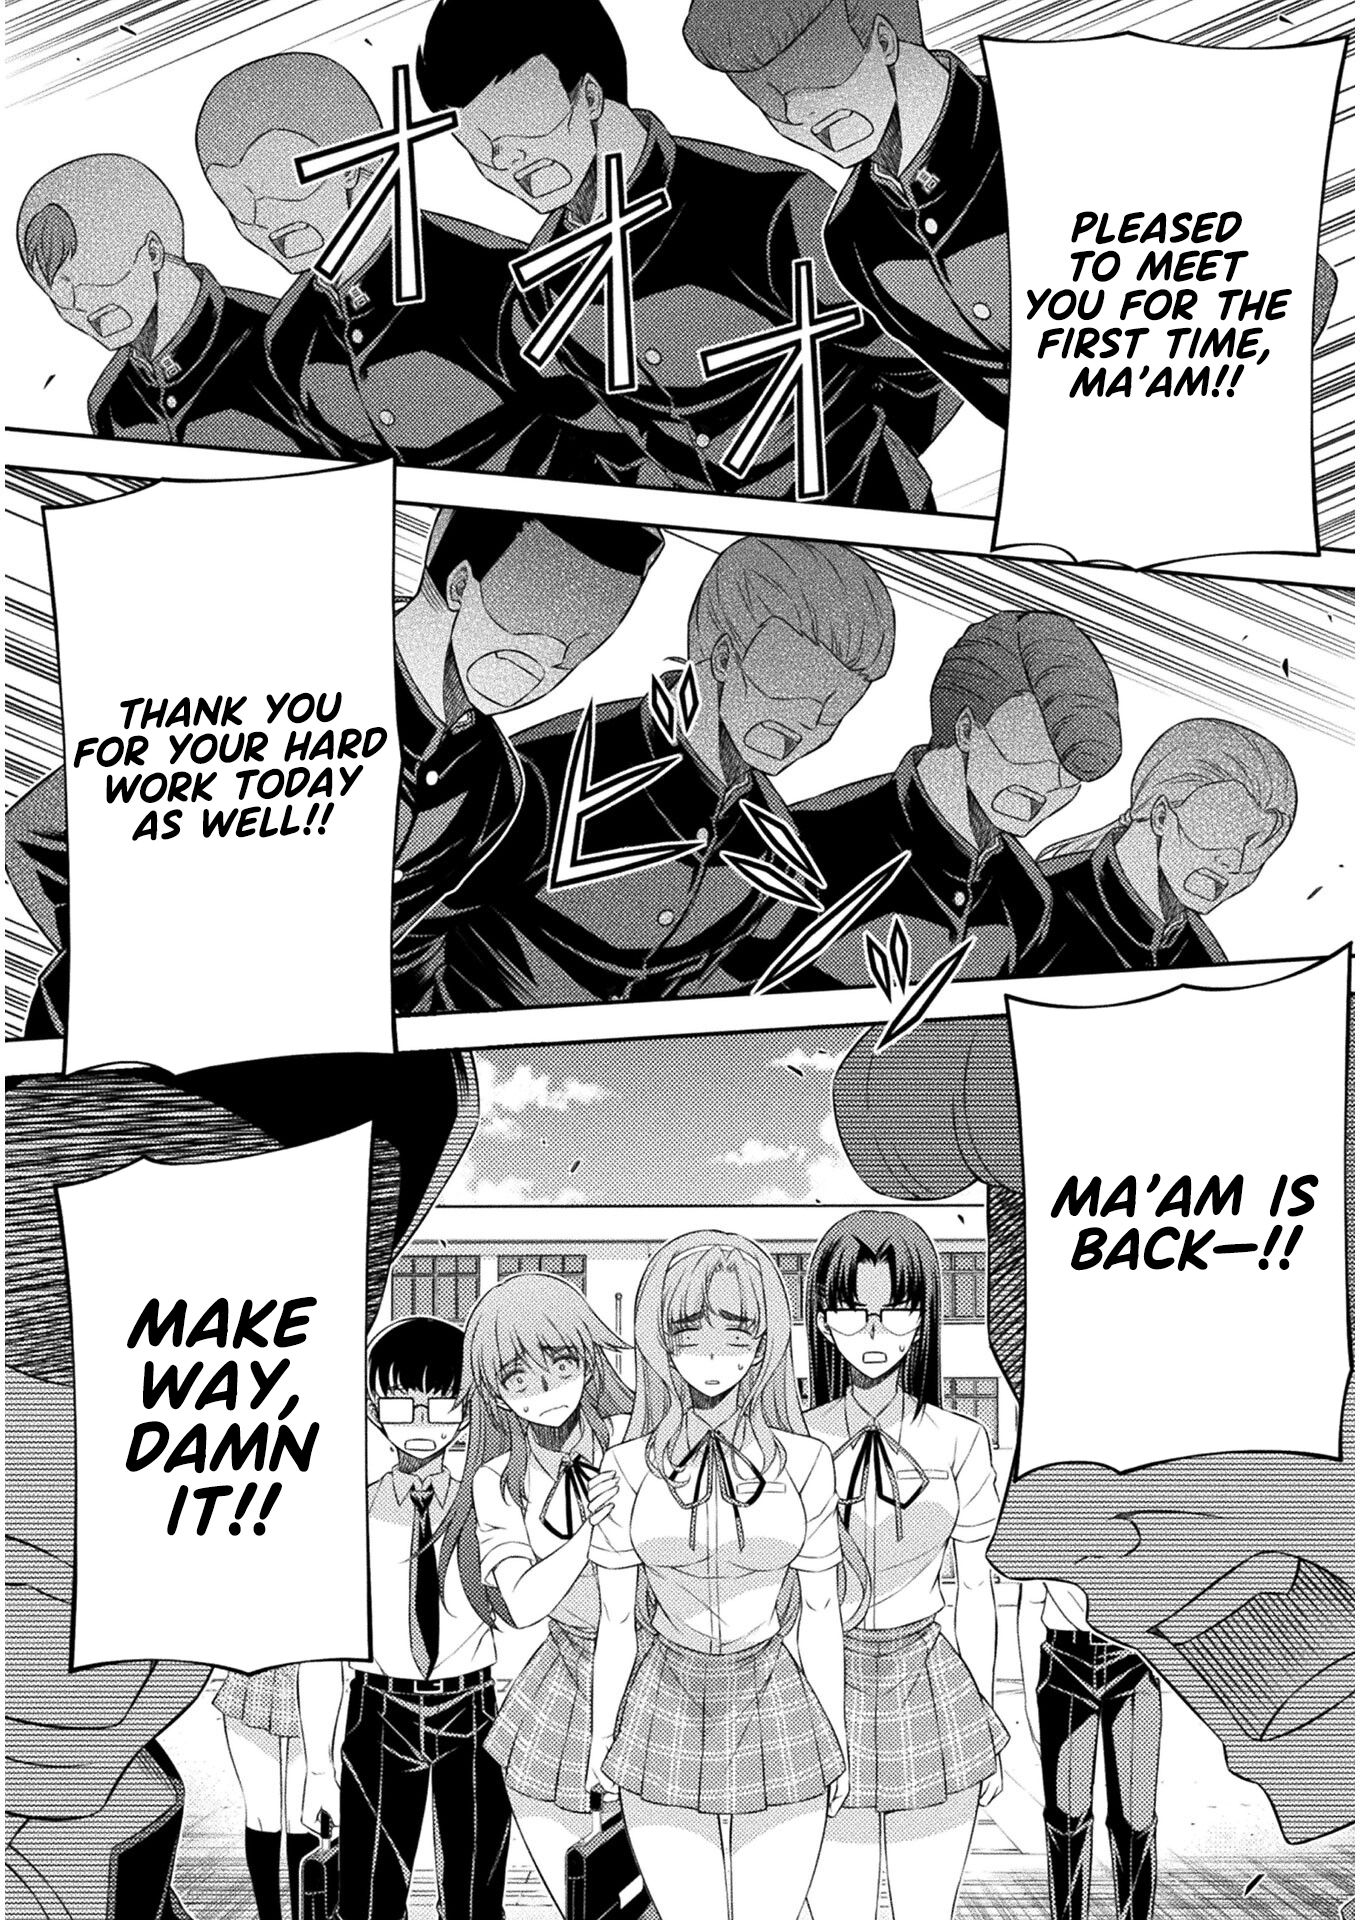 PLEASED
TO MEET
YOU FOR THE
FIRST TIME,
MA'AM!!
オ
オ
オ
THANK YOU
FOR YOUR HARD
WORK TODAY
AS WELL!!
MA'AM IS
BACK—!!
MAKE
WAY,
DAMN
IT!!